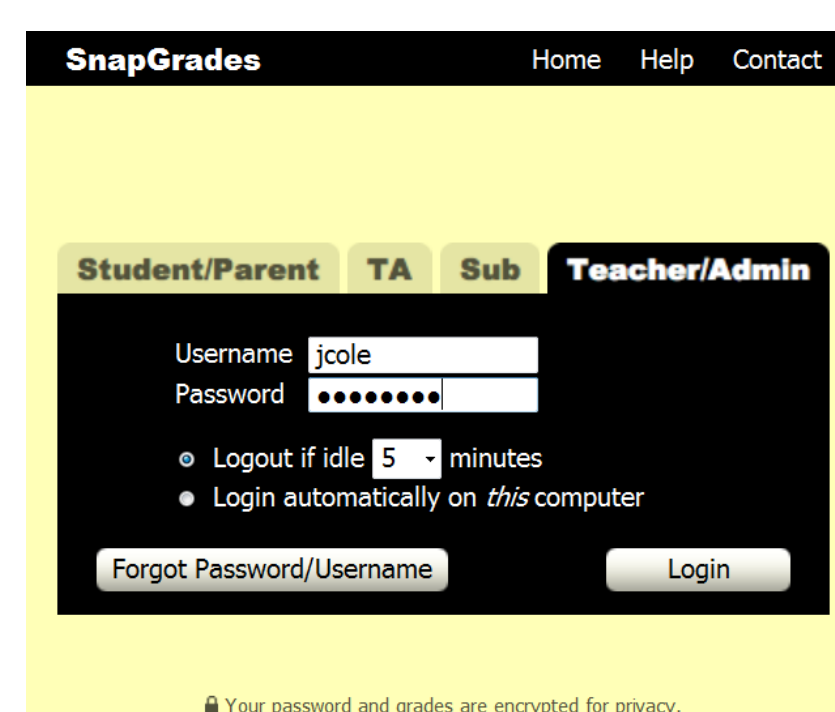 SnapGrades Home Help Contact
Student/Parent TA Sub Teacher/Admin
Username jcole
Password ●●●●●●●●
Logout if idle 5 minutes
Login automatically on this computer
Forgot Password/Username Login
Your password and grades are encrypted for privacy.